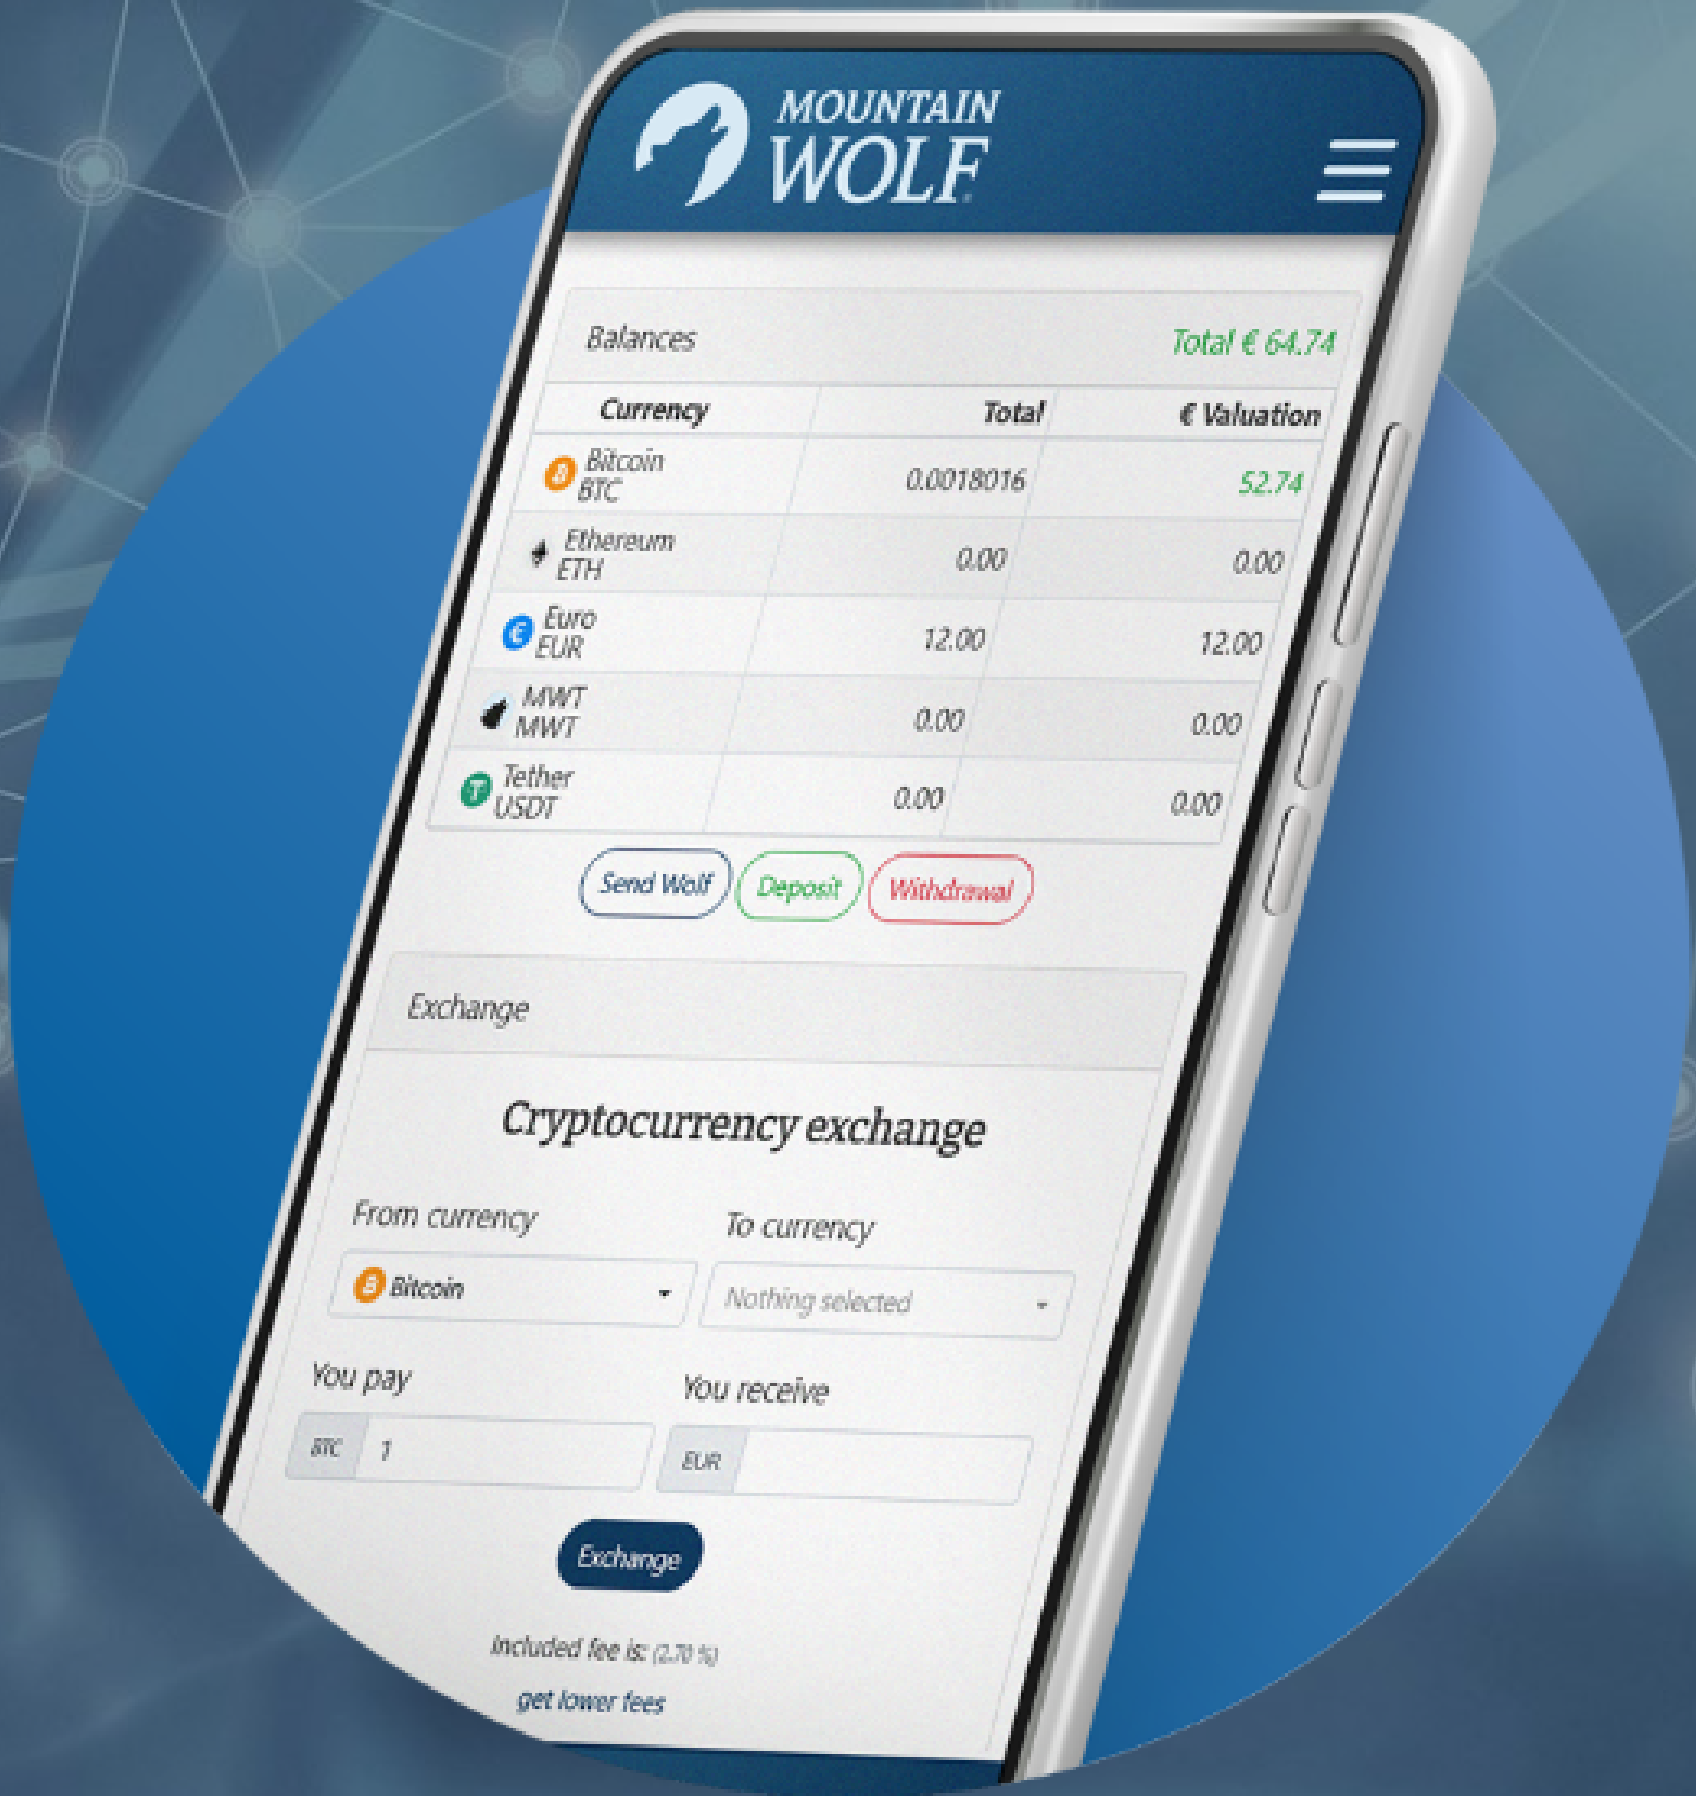 MOUNTAIN
WOLF
Balances Total € 64.74
Currency Total € Valuation
Bitcoin
BTC 0.0018016 52.74
Ethereum
ETH 0.00 0.00
Euro
EUR 12.00 12.00
MWT
MWT 0.00 0.00
Tether
USDT 0.00 0.00
Send Wolf Deposit Withdrawal
Exchange
Cryptocurrency exchange
From currency To currency
Bitcoin Nothing selected
You pay You receive
BTC 1 EUR
Exchange
Included fee is: (2.70 %)
get lower fees